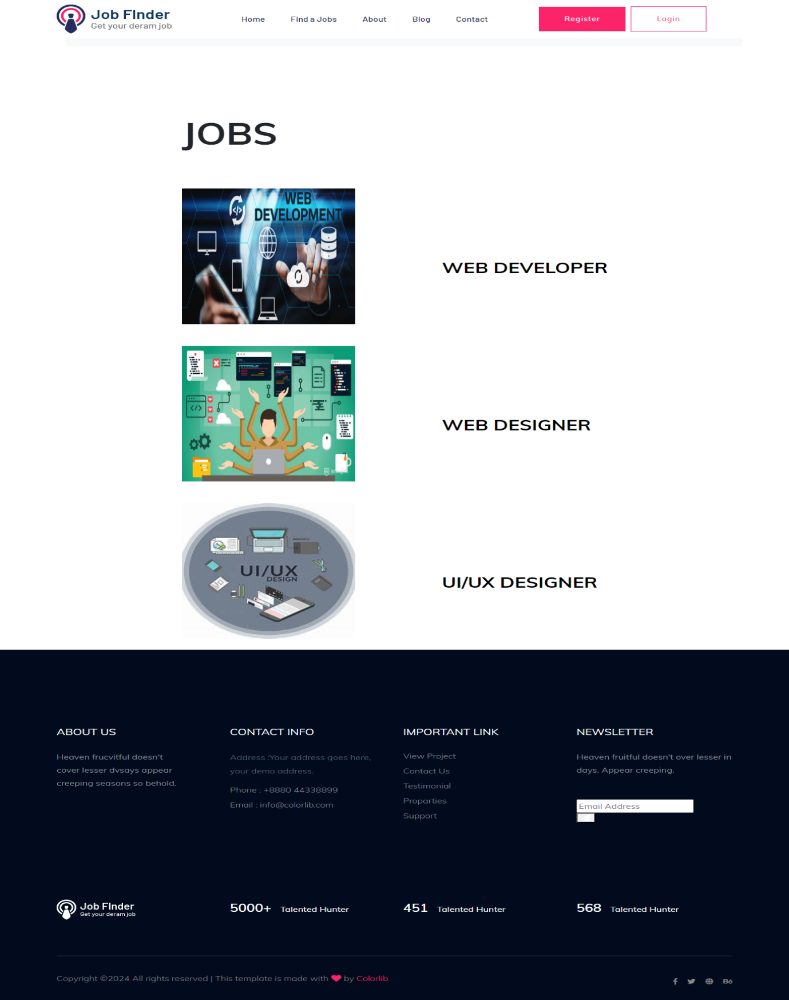 Job FInder
Get your deram job
Home
Find a Jobs
About
Blog
Contact
Register
Login
JOBS
WEB
DEVELOPMENT
</>
WEB DEVELOPER
</>
WEB DESIGNER
UI/UX
DESIGN
UI/UX DESIGNER
ABOUT US
Heaven frucvitful doesn't
cover lesser dvsays appear
creeping seasons so behold.
CONTACT INFO
Address :Your address goes here,
your demo address.
Phone : +8880 44338899
Email : info@colorlib.com
IMPORTANT LINK
View Project
Contact Us
Testimonial
Proparties
Support
NEWSLETTER
Heaven fruitful doesn't over lesser in
days. Appear creeping.
Email Address
Job FInder
Get your deram job
5000+ Talented Hunter
451 Talented Hunter
568 Talented Hunter
Copyright ©2024 All rights reserved | This template is made with ❤ by Colorlib